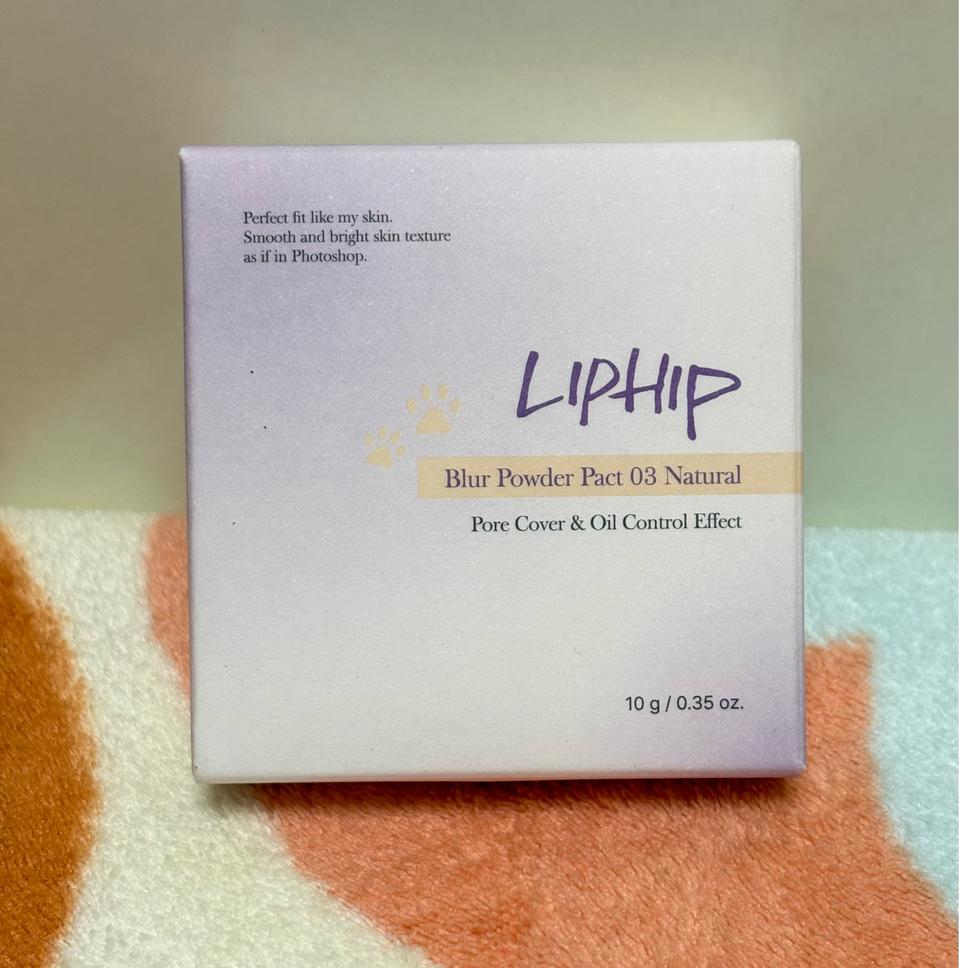 Perfect fit like my skin.
Smooth and bright skin texture
as if in Photoshop.
LIPHIP
Blur Powder Pact 03 Natural
Pore Cover & Oil Control Effect
10 g / 0.35 oz.